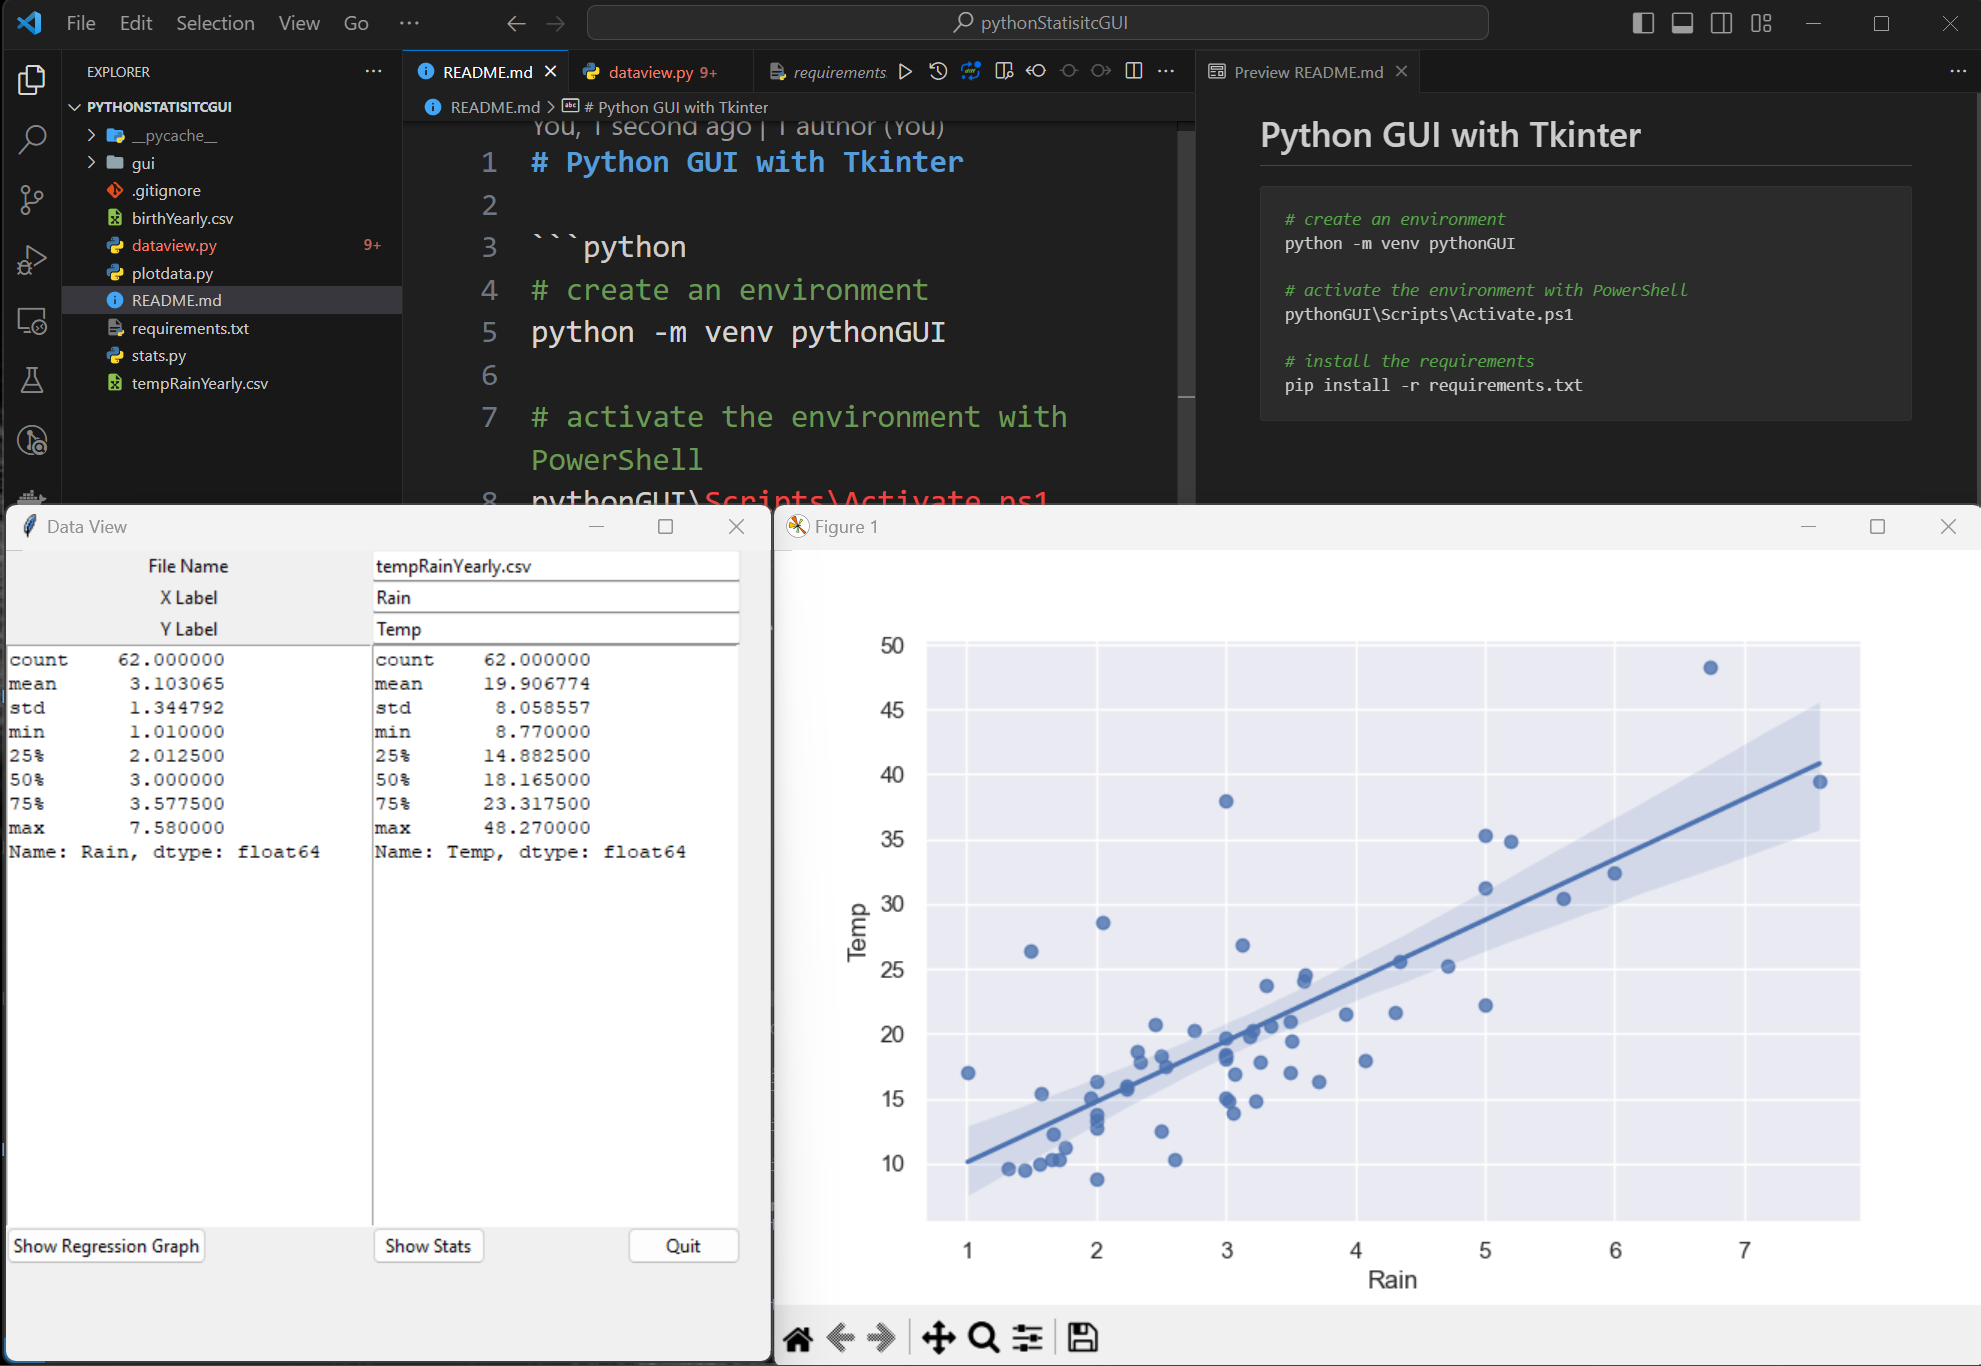 File Edit Selection View Go ··· pythonStatisitcGUI
EXPLORER ···
PYTHONSTATISITCGUI
__pycache__
gui
.gitignore
birthYearly.csv
dataview.py 9+
plotdata.py
README.md
requirements.txt
stats.py
tempRainYearly.csv
README.md dataview.py 9+ requirements ···
README.md > # Python GUI with Tkinter
You, 1 second ago | 1 author (You)
1 # Python GUI with Tkinter
2
3 ```python
4 # create an environment
5 python -m venv pythonGUI
6
7 # activate the environment with
PowerShell
8 pythonGUI\Scripts\Activate.ps1
Preview README.md ···
Python GUI with Tkinter
# create an environment
python -m venv pythonGUI
# activate the environment with PowerShell
pythonGUI\Scripts\Activate.ps1
# install the requirements
pip install -r requirements.txt
Data View
File Name tempRainYearly.csv
X Label Rain
Y Label Temp
count 62.000000
mean 3.103065
std 1.344792
min 1.010000
25% 2.012500
50% 3.000000
75% 3.577500
max 7.580000
Name: Rain, dtype: float64
count 62.000000
mean 19.906774
std 8.058557
min 8.770000
25% 14.882500
50% 18.165000
75% 23.317500
max 48.270000
Name: Temp, dtype: float64
Show Regression Graph Show Stats Quit
Figure 1
50
45
40
35
30
25
20
15
10
Temp
1 2 3 4 5 6 7
Rain